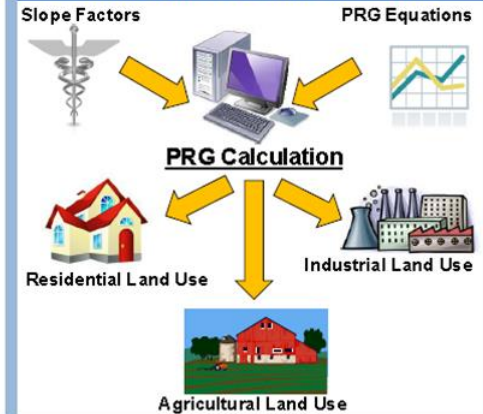 Slope Factors
PRG Equations
PRG Calculation
Residential Land Use
Industrial Land Use
Agricultural Land Use